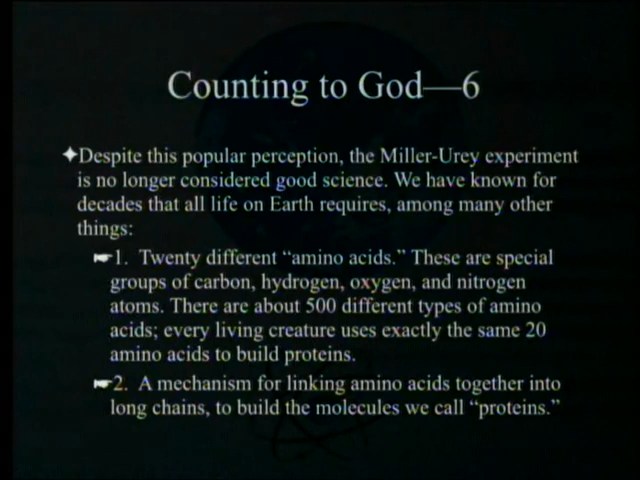 Counting to God—6
✦Despite this popular perception, the Miller-Urey experiment
is no longer considered good science. We have known for
decades that all life on Earth requires, among many other
things:
☛1. Twenty different “amino acids.” These are special
groups of carbon, hydrogen, oxygen, and nitrogen
atoms. There are about 500 different types of amino
acids; every living creature uses exactly the same 20
amino acids to build proteins.
☛2. A mechanism for linking amino acids together into
long chains, to build the molecules we call “proteins.”